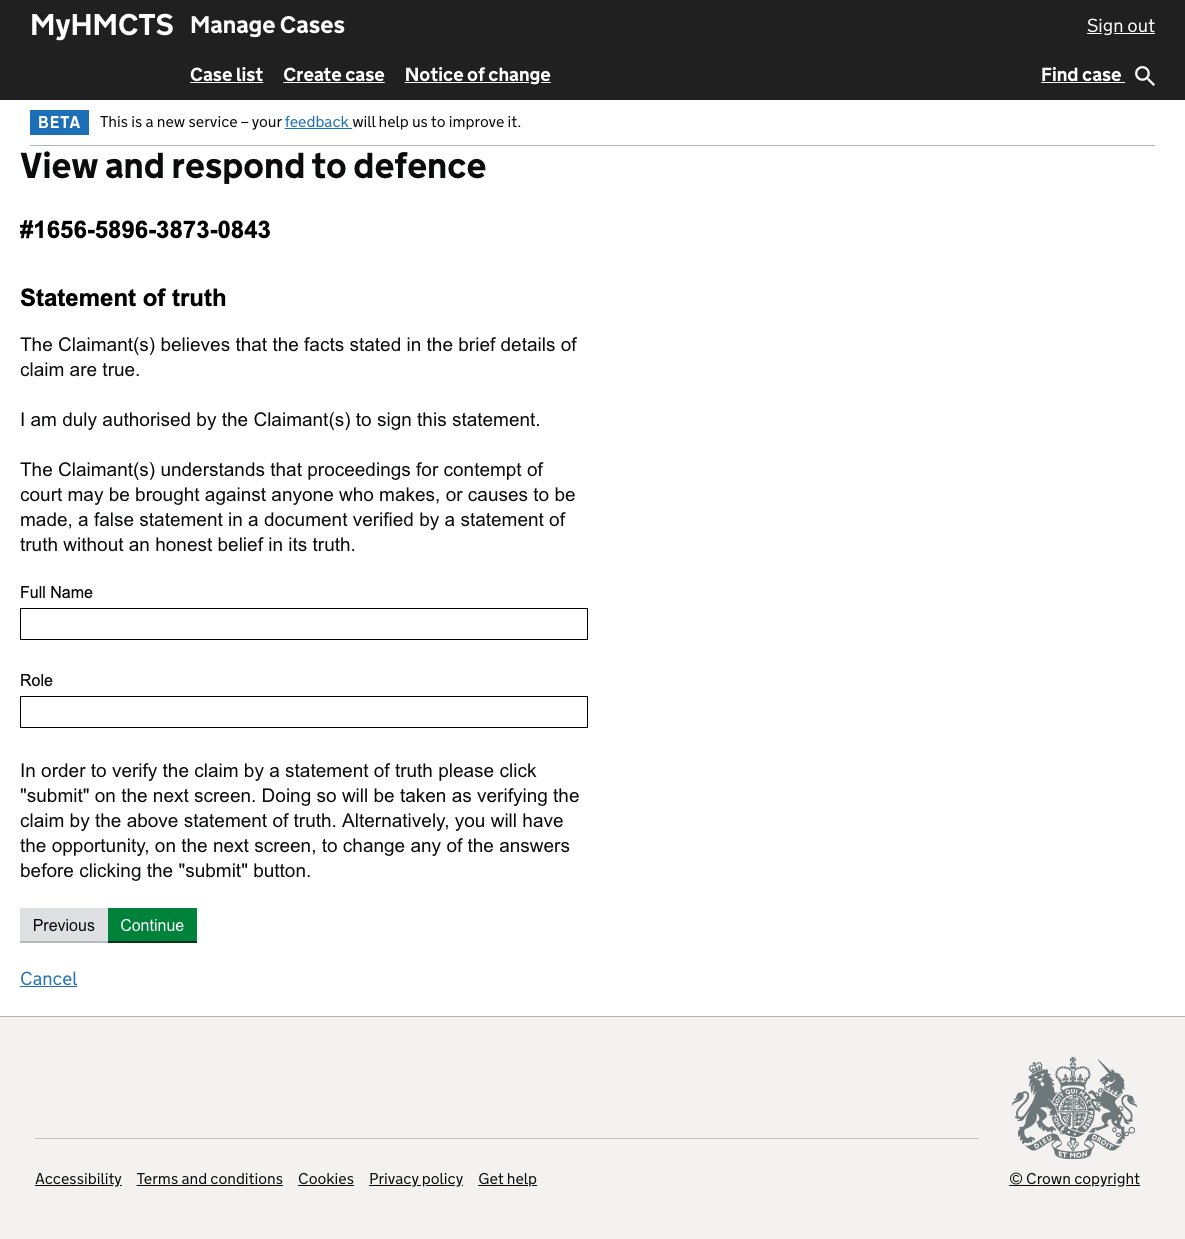 MyHMCTS Manage Cases Sign out
Case list Create case Notice of change Find case
BETA This is a new service – your feedback will help us to improve it.
View and respond to defence
#1656-5896-3873-0843
Statement of truth
The Claimant(s) believes that the facts stated in the brief details of
claim are true.
I am duly authorised by the Claimant(s) to sign this statement.
The Claimant(s) understands that proceedings for contempt of
court may be brought against anyone who makes, or causes to be
made, a false statement in a document verified by a statement of
truth without an honest belief in its truth.
Full Name
Role
In order to verify the claim by a statement of truth please click
"submit" on the next screen. Doing so will be taken as verifying the
claim by the above statement of truth. Alternatively, you will have
the opportunity, on the next screen, to change any of the answers
before clicking the "submit" button.
Previous Continue
Cancel
DIEU ET MON DROIT
Accessibility Terms and conditions Cookies Privacy policy Get help © Crown copyright